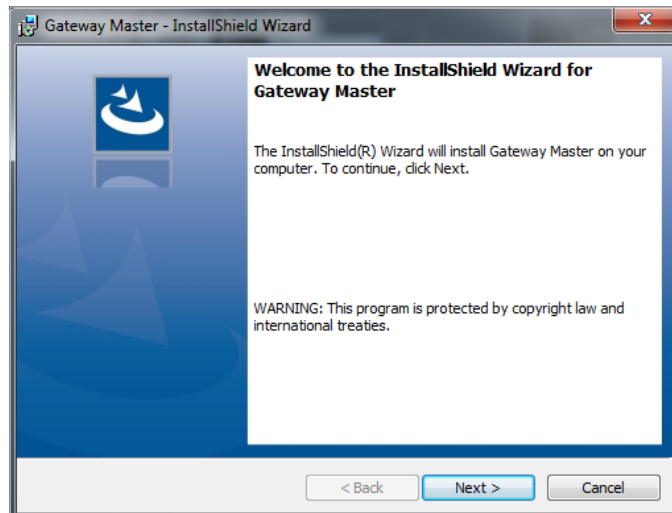 Gateway Master - InstallShield Wizard
Welcome to the InstallShield Wizard for
Gateway Master
The InstallShield(R) Wizard will install Gateway Master on your
computer. To continue, click Next.
WARNING: This program is protected by copyright law and
international treaties.
< Back Next > Cancel